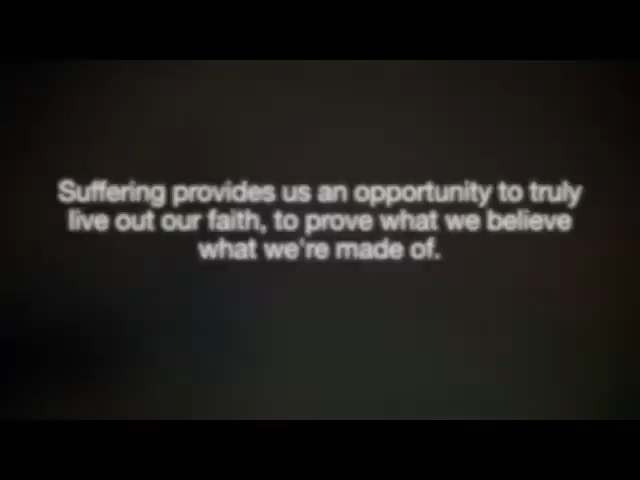 Suffering provides us an opportunity to truly
live out our faith, to prove what we believe
what we're made of.